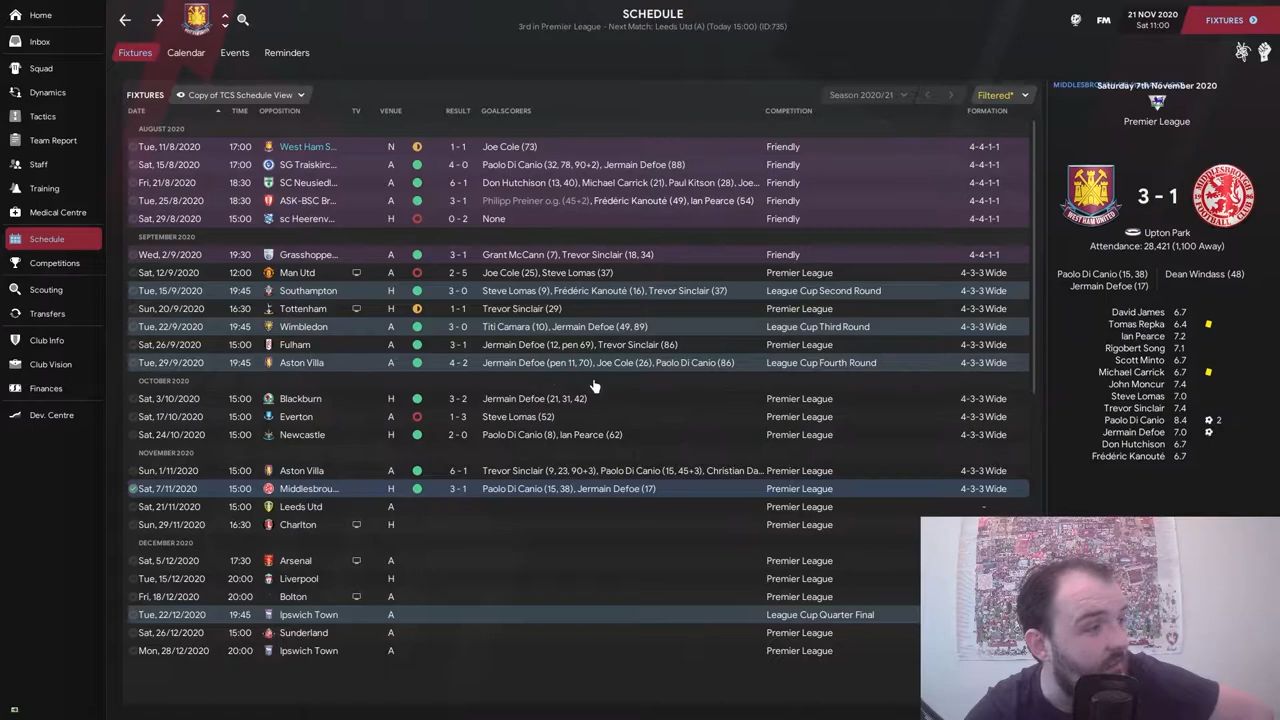 Home
Inbox
Squad
Dynamics
Tactics
Team Report
Staff
Training
Medical Centre
Schedule
Competitions
Scouting
Transfers
Club Info
Club Vision
Finances
Dev. Centre
SCHEDULE
3rd in Premier League - Next Match: Leeds Utd (A) (Today 15:00) (ID:735)
FM
21 NOV 2020
Sat 11:00
FIXTURES
Fixtures Calendar Events Reminders
FIXTURES Copy of TCS Schedule View Season 2020/21 Filtered*
DATE TIME OPPOSITION TV VENUE RESULT GOALSCORERS COMPETITION FORMATION
AUGUST 2020
Tue, 11/8/2020 17:00 West Ham S... N 1-1 Joe Cole (73) Friendly 4-4-1-1
Sat, 15/8/2020 17:00 SG Traiskirc... A 4-0 Paolo Di Canio (32, 78, 90+2), Jermain Defoe (88) Friendly 4-4-1-1
Fri, 21/8/2020 18:30 SC Neusiedl... A 6-1 Don Hutchison (13, 40), Michael Carrick (21), Paul Kitson (28), Joe... Friendly 4-4-1-1
Tue, 25/8/2020 18:30 ASK-BSC Br... A 3-1 Philipp Preiner o.g. (45+2), Frédéric Kanouté (49), Ian Pearce (54) Friendly 4-4-1-1
Sat, 29/8/2020 15:00 sc Heerenv... H 0-2 None Friendly 4-4-1-1
SEPTEMBER 2020
Wed, 2/9/2020 19:30 Grasshoppe... A 3-1 Grant McCann (7), Trevor Sinclair (18, 34) Friendly 4-4-1-1
Sat, 12/9/2020 12:00 Man Utd A 2-5 Joe Cole (25), Steve Lomas (37) Premier League 4-3-3 Wide
Tue, 15/9/2020 19:45 Southampton H 3-0 Steve Lomas (9), Frédéric Kanouté (16), Trevor Sinclair (37) League Cup Second Round 4-3-3 Wide
Sun, 20/9/2020 16:30 Tottenham H 1-1 Trevor Sinclair (29) Premier League 4-3-3 Wide
Tue, 22/9/2020 19:45 Wimbledon A 3-0 Titi Camara (10), Jermain Defoe (49, 89) League Cup Third Round 4-3-3 Wide
Sat, 26/9/2020 15:00 Fulham A 3-1 Jermain Defoe (12, pen 69), Trevor Sinclair (86) Premier League 4-3-3 Wide
Tue, 29/9/2020 19:45 Aston Villa A 4-2 Jermain Defoe (pen 11, 70), Joe Cole (26), Paolo Di Canio (86) League Cup Fourth Round 4-3-3 Wide
OCTOBER 2020
Sat, 3/10/2020 15:00 Blackburn H 3-2 Jermain Defoe (21, 31, 42) Premier League 4-3-3 Wide
Sat, 17/10/2020 15:00 Everton A 1-3 Steve Lomas (52) Premier League 4-3-3 Wide
Sat, 24/10/2020 15:00 Newcastle H 2-0 Paolo Di Canio (8), Ian Pearce (62) Premier League 4-3-3 Wide
NOVEMBER 2020
Sun, 1/11/2020 15:00 Aston Villa A 6-1 Trevor Sinclair (9, 23, 90+3), Paolo Di Canio (15, 45+3), Christian Da... Premier League 4-3-3 Wide
Sat, 7/11/2020 15:00 Middlesbrou... H 3-1 Paolo Di Canio (15, 38), Jermain Defoe (17) Premier League 4-3-3 Wide
Sat, 21/11/2020 15:00 Leeds Utd A Premier League -
Sun, 29/11/2020 16:30 Charlton H Premier League
DECEMBER 2020
Sat, 5/12/2020 17:30 Arsenal A Premier League
Tue, 15/12/2020 20:00 Liverpool H Premier League
Fri, 18/12/2020 20:00 Bolton A Premier League
Tue, 22/12/2020 19:45 Ipswich Town A League Cup Quarter Final
Sat, 26/12/2020 15:00 Sunderland A Premier League
Mon, 28/12/2020 20:00 Ipswich Town A Premier League
Saturday 7th November 2020
Premier League
WEST HAM UNITED
3 - 1
Upton Park
Attendance: 28,421 (1,100 Away)
Paolo Di Canio (15, 38) Dean Windass (48)
Jermain Defoe (17)
David James 6.7
Tomas Repka 6.4
Ian Pearce 7.2
Rigobert Song 7.1
Scott Minto 6.7
Michael Carrick 6.7
John Moncur 7.4
Steve Lomas 7.0
Trevor Sinclair 7.4
Paolo Di Canio 8.4 2
Jermain Defoe 7.0
Don Hutchison 6.7
Frédéric Kanouté 6.7